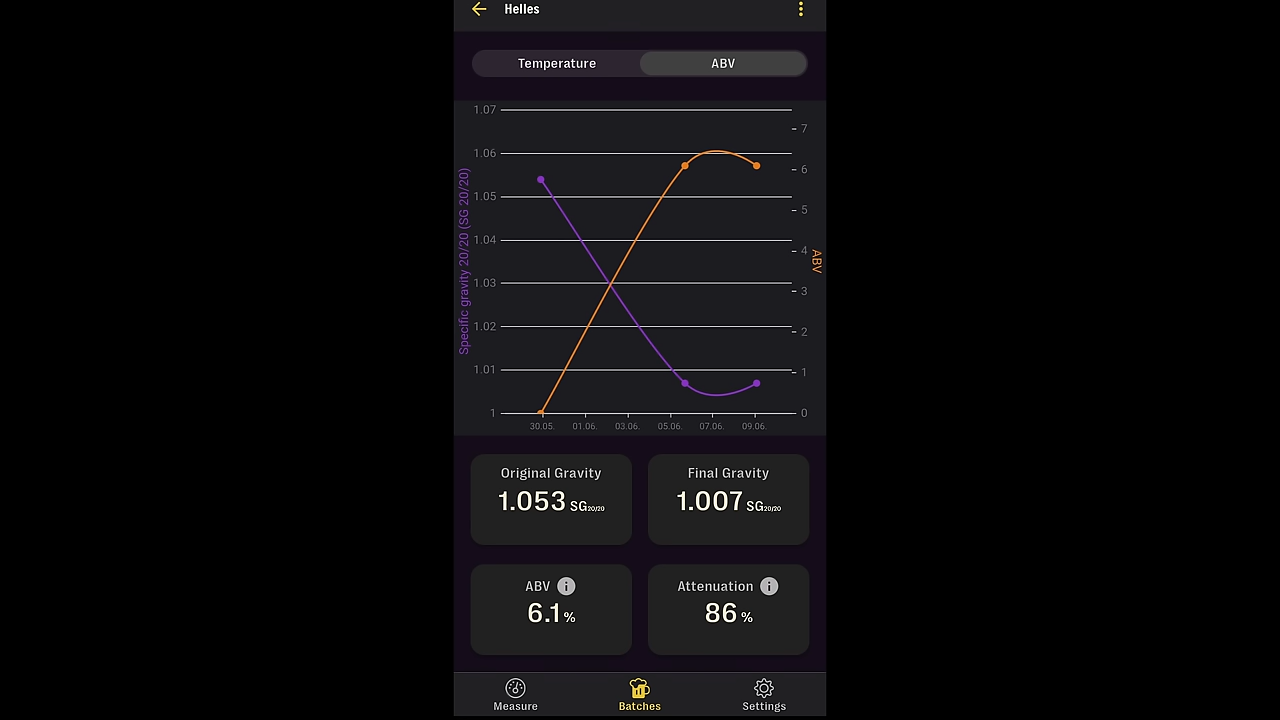 Helles
Temperature ABV
1.07
1.06
1.05
1.04
1.03
1.02
1.01
1
Specific gravity 20/20 (SG 20/20)
7
6
5
4
3
2
1
0
ABV
30.05. 01.06. 03.06. 05.06. 07.06. 09.06.
Original Gravity
1.053 SG20/20
Final Gravity
1.007 SG20/20
ABV i
6.1 %
Attenuation i
86 %
Measure Batches Settings